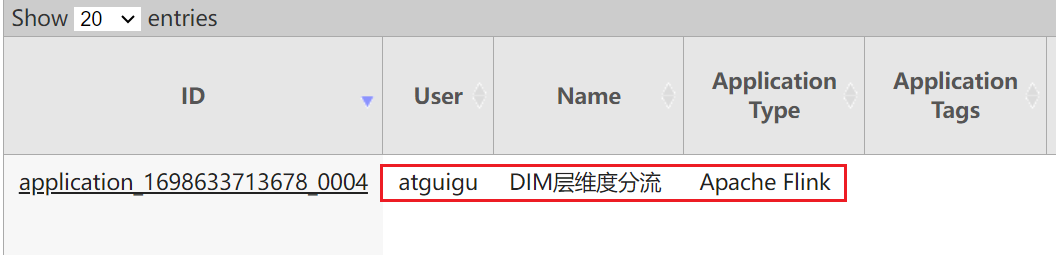 Show 20 entries
ID User Name Application Type Application Tags
application_1698633713678_0004 atguigu DIM层维度分流 Apache Flink